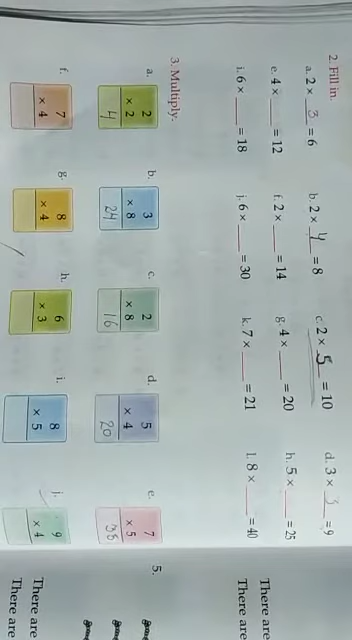 2. Fill in.
a. 2 × 3 = 6 b. 2 × 4 = 8 c. 2 × 5 = 10 d. 3 × 3 = 9
e. 4 × ___ = 12 f. 2 × ___ = 14 g. 4 × ___ = 20 h. 5 × ___ = 25
i. 6 × ___ = 18 j. 6 × ___ = 30 k. 7 × ___ = 21 l. 8 × ___ = 40
3. Multiply.
a. b. c. d. e.
2 3 2 5 7
× 2 × 8 × 8 × 4 × 5
4 24 16 20
f. g. h. i. j.
7 8 6 8 9
× 4 × 4 × 3 × 5 × 4
There are
There are
5.
There are
There are